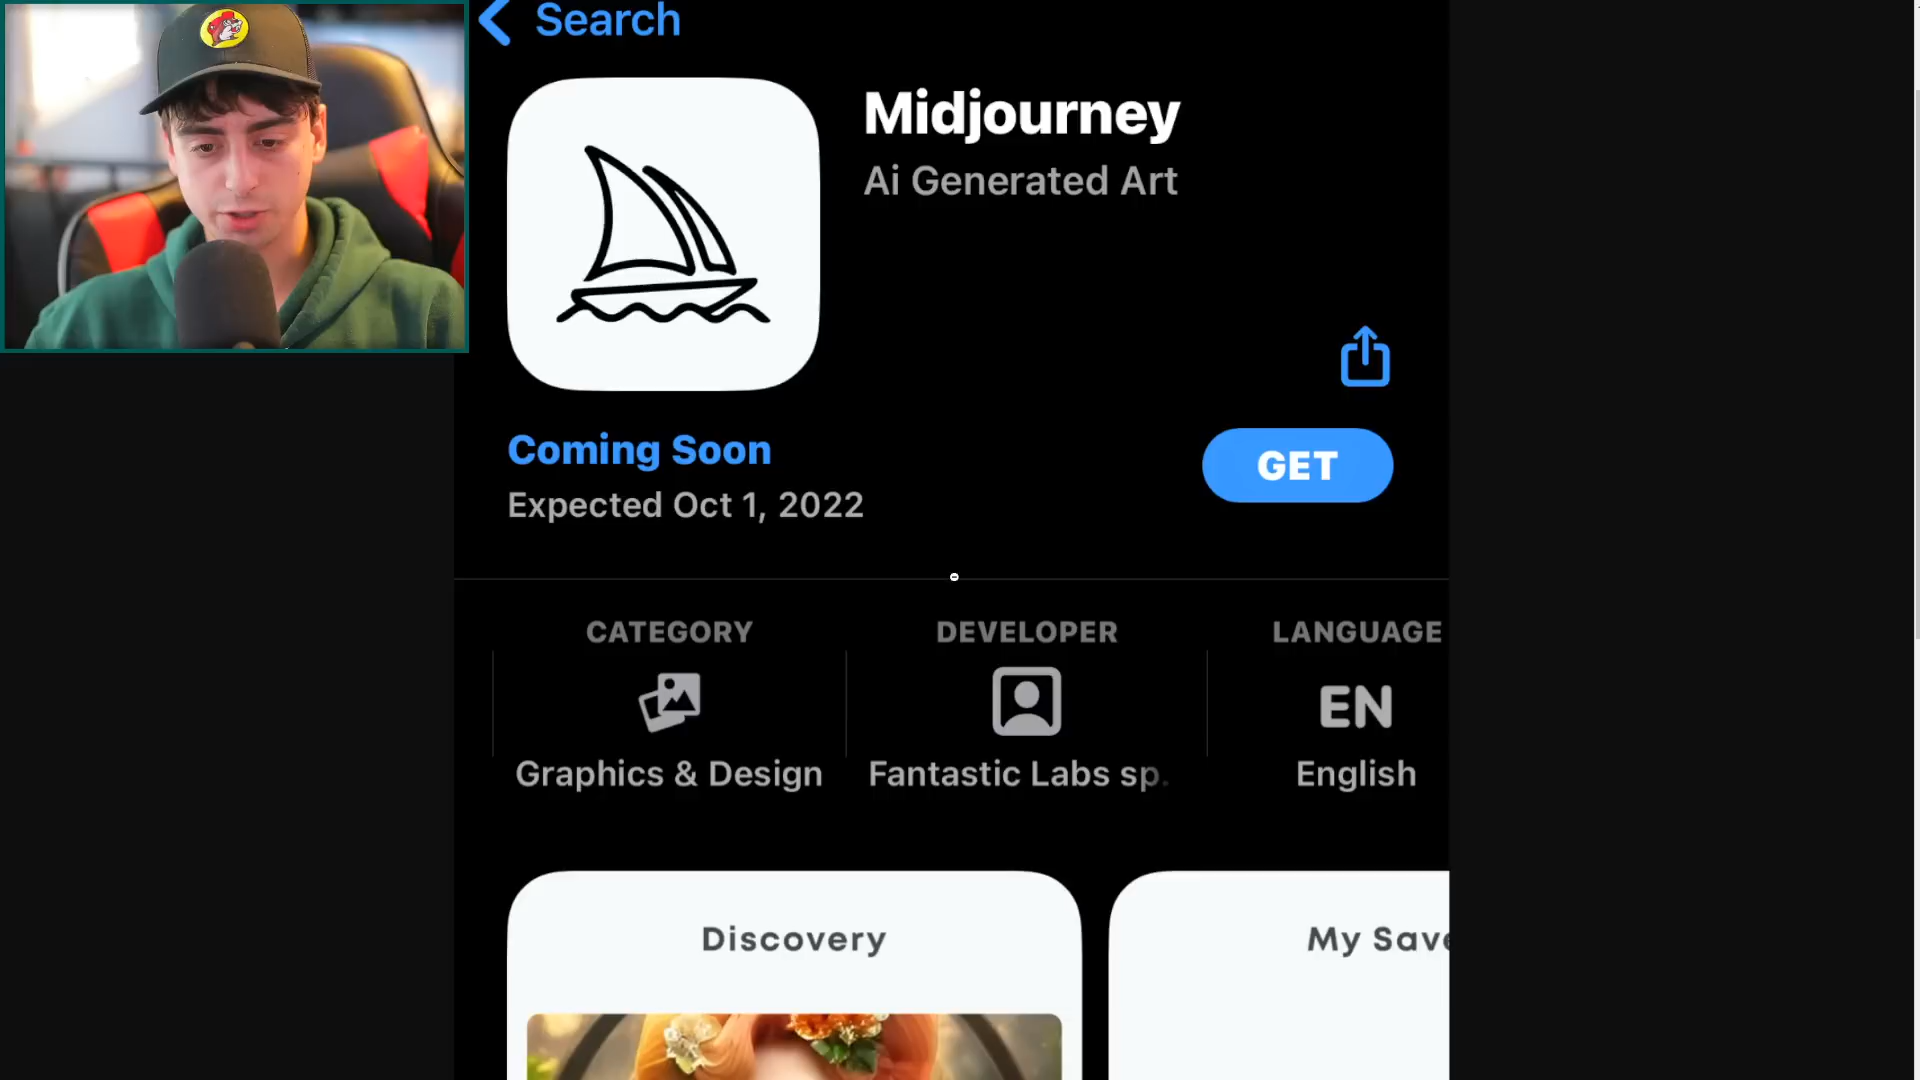 Search
Midjourney
Ai Generated Art
Coming Soon
Expected Oct 1, 2022
GET
CATEGORY
DEVELOPER
LANGUAGE
EN
Graphics & Design
Fantastic Labs sp.
English
Discovery
My Save